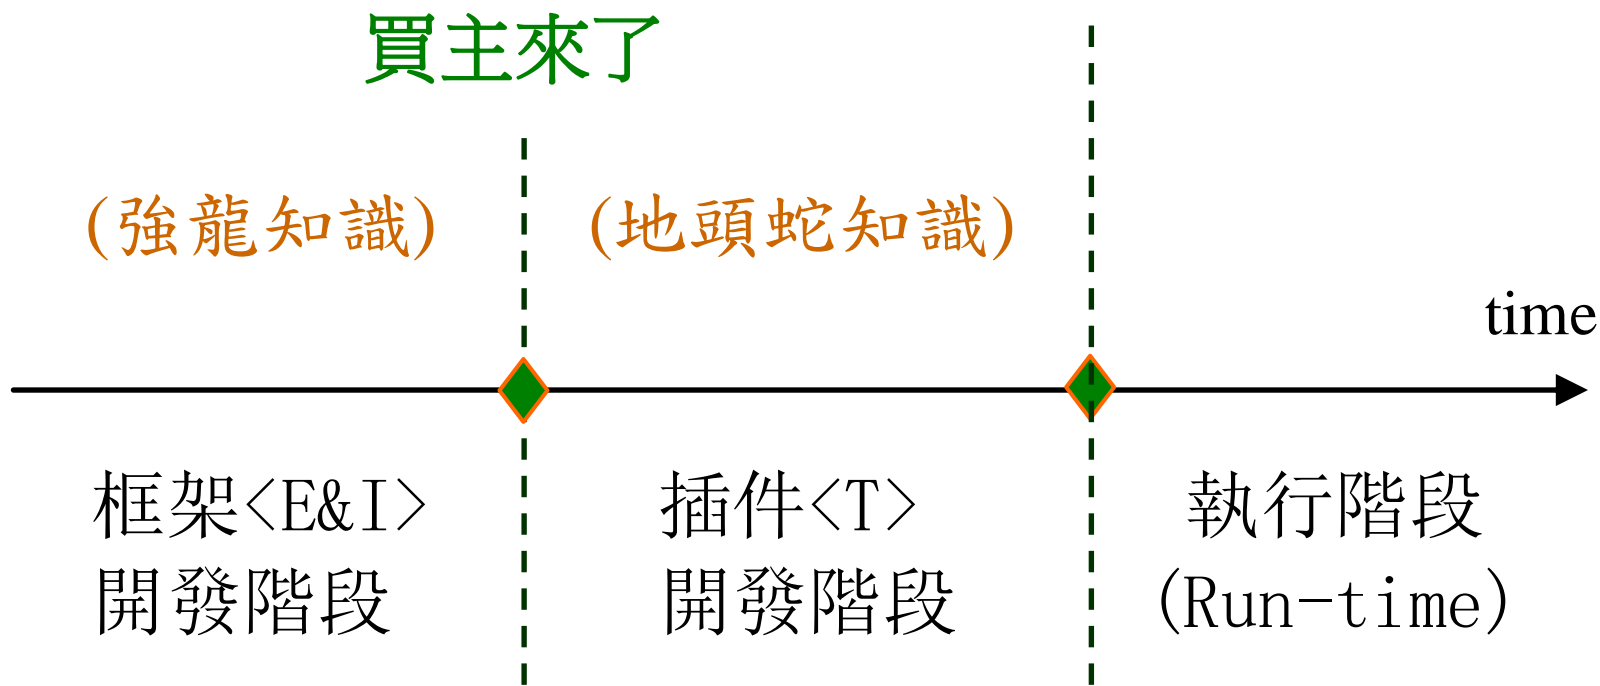 買主來了
(強龍知識)
(地頭蛇知識)
time
框架<E&I>
開發階段
插件<T>
開發階段
執行階段
(Run-time)